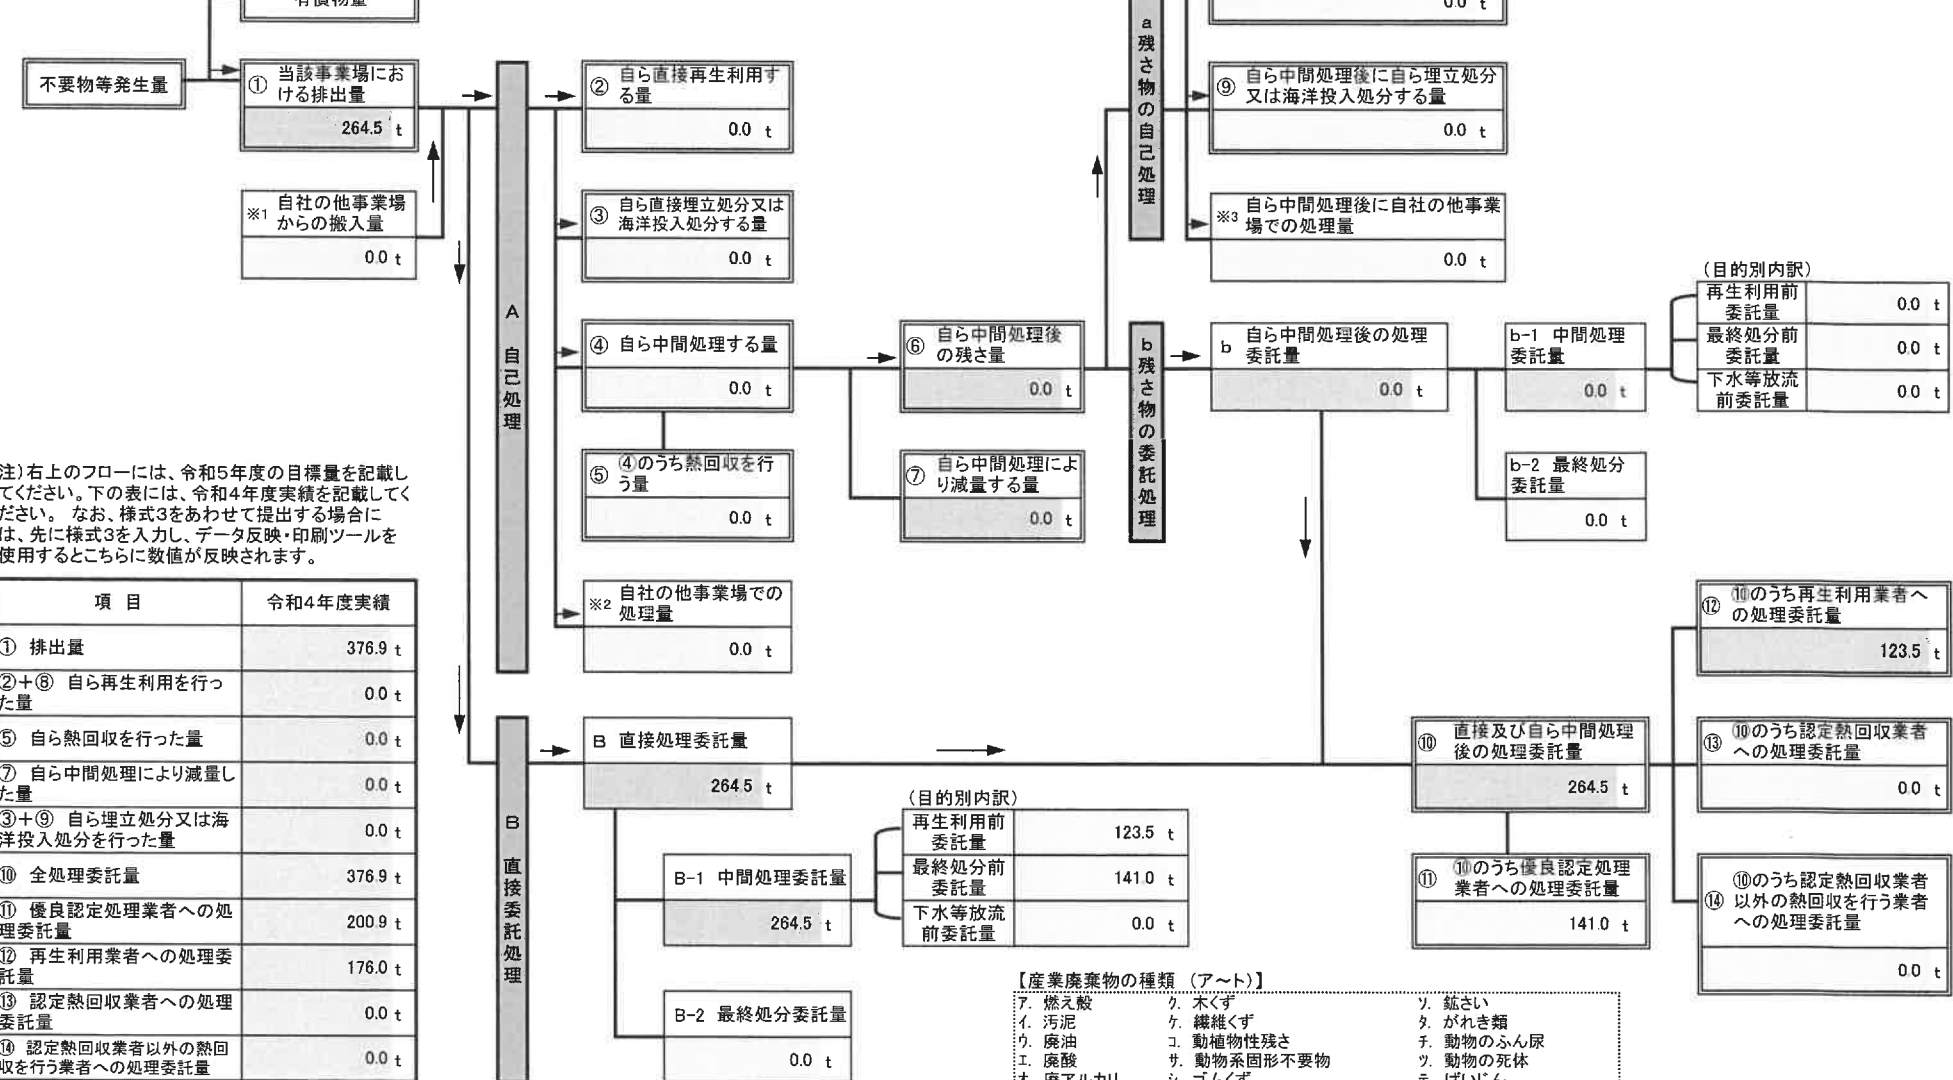 有償物量
0.0 t
不要物等発生量
① 当該事業場にお
ける排出量
264.5 t
※1 自社の他事業場
からの搬入量
0.0 t
A 自己処理
② 自ら直接再生利用す
る量
0.0 t
③ 自ら直接埋立処分又は
海洋投入処分する量
0.0 t
④ 自ら中間処理する量
0.0 t
⑤ ④のうち熱回収を行
う量
0.0 t
※2 自社の他事業場での
処理量
0.0 t
⑥ 自ら中間処理後
の残さ量
0.0 t
⑦ 自ら中間処理によ
り減量する量
0.0 t
a 残さ物の自己処理
⑨ 自ら中間処理後に自ら埋立処分
又は海洋投入処分する量
0.0 t
※3 自ら中間処理後に自社の他事業
場での処理量
0.0 t
b 残さ物の委託処理
b 自ら中間処理後の処理
委託量
0.0 t
b-1 中間処理
委託量
0.0 t
(目的別内訳)
再生利用前
委託量 0.0 t
最終処分前
委託量 0.0 t
下水等放流
前委託量 0.0 t
b-2 最終処分
委託量
0.0 t
注)右上のフローには、令和5年度の目標量を記載し
てください。下の表には、令和4年度実績を記載してく
ださい。 なお、様式3をあわせて提出する場合に
は、先に様式3を入力し、データ反映・印刷ツールを
使用するとこちらに数値が反映されます。
項 目 令和4年度実績
① 排出量 376.9 t
②+⑧ 自ら再生利用を行っ
た量 0.0 t
⑤ 自ら熱回収を行った量 0.0 t
⑦ 自ら中間処理により減量し
た量 0.0 t
③+⑨ 自ら埋立処分又は海
洋投入処分を行った量 0.0 t
⑩ 全処理委託量 376.9 t
⑪ 優良認定処理業者への処
理委託量 200.9 t
⑫ 再生利用業者への処理委
託量 176.0 t
⑬ 認定熱回収業者への処理
委託量 0.0 t
⑭ 認定熱回収業者以外の熱回
収を行う業者への処理委託量 0.0 t
B 直接委託処理
B 直接処理委託量
264.5 t
B-1 中間処理委託量
264.5 t
(目的別内訳)
再生利用前
委託量 123.5 t
最終処分前
委託量 141.0 t
下水等放流
前委託量 0.0 t
B-2 最終処分委託量
0.0 t
⑩ 直接及び自ら中間処理
後の処理委託量
264.5 t
⑪ ⑩のうち優良認定処理
業者への処理委託量
141.0 t
⑫ ⑩のうち再生利用業者へ
の処理委託量
123.5 t
⑬ ⑩のうち認定熱回収業者
への処理委託量
0.0 t
⑭ ⑩のうち認定熱回収業者
以外の熱回収を行う業者
への処理委託量
0.0 t
【産業廃棄物の種類 (ア〜ト)】
ア. 燃え殻 ク. 木くず ソ. 鉱さい
イ. 汚泥 ケ. 繊維くず タ. がれき類
ウ. 廃油 コ. 動植物性残さ チ. 動物のふん尿
エ. 廃酸 サ. 動物系固形不要物 ツ. 動物の死体
オ. 廃アルカリ シ. ゴムくず テ. ばいじん